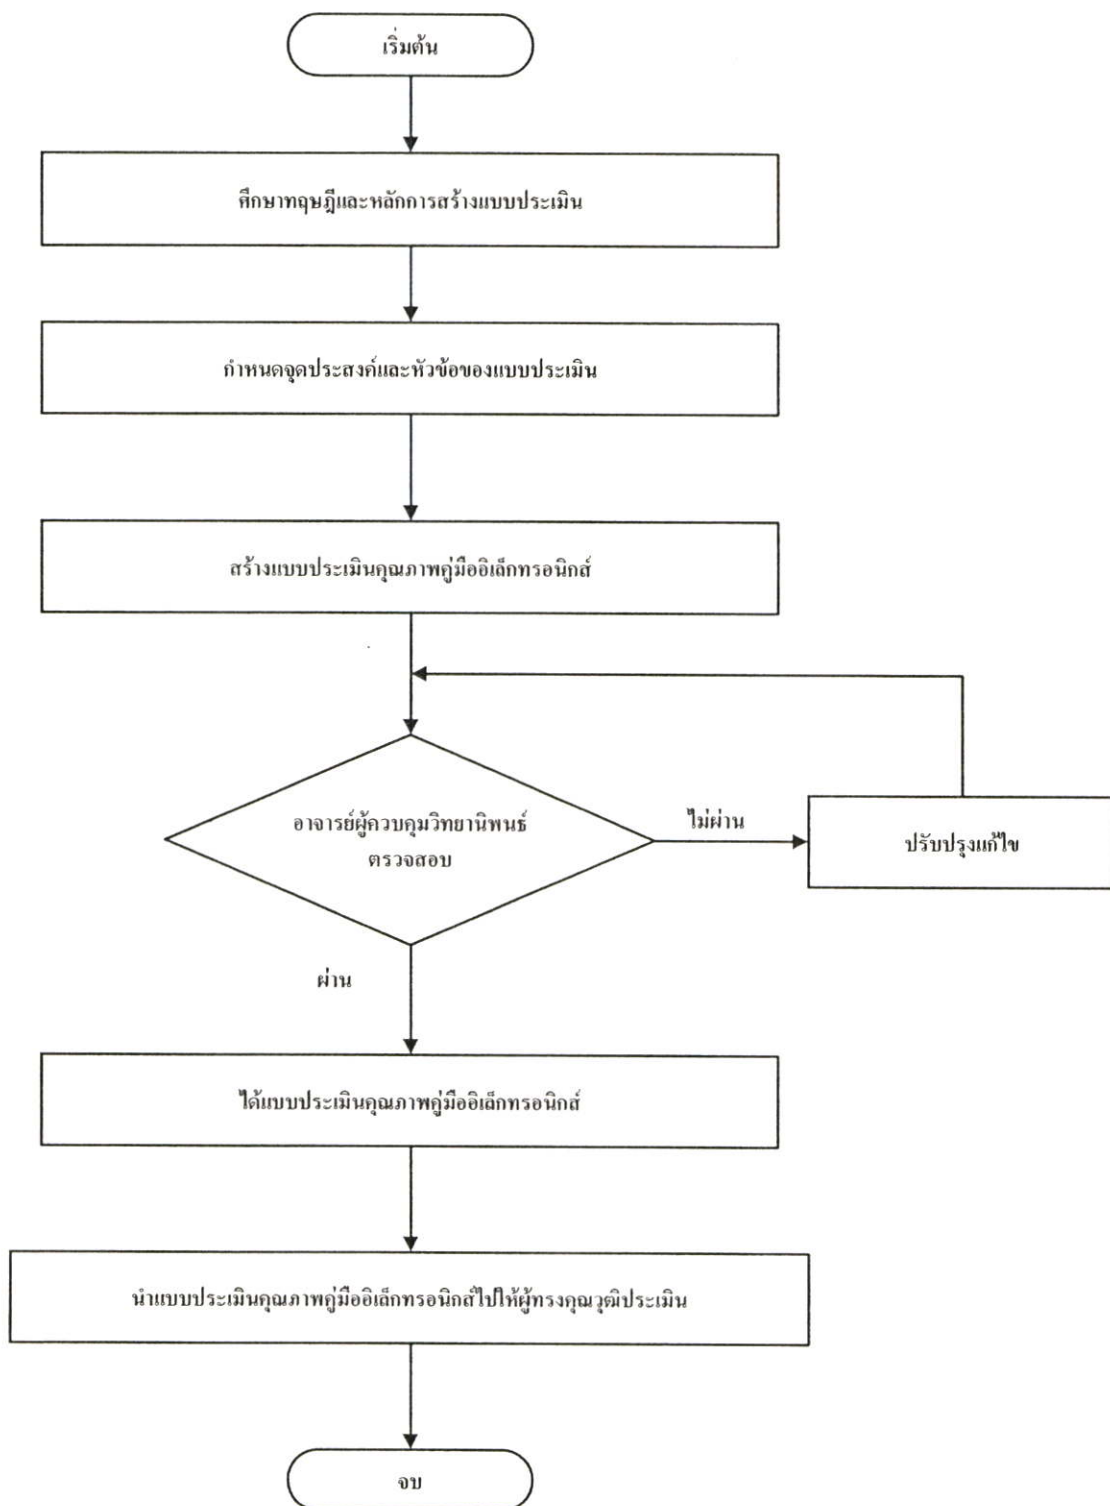 เริ่มต้น
ศึกษาทฤษฎีและหลักการสร้างแบบประเมิน
กำหนดจุดประสงค์และหัวข้อของแบบประเมิน
สร้างแบบประเมินคุณภาพคู่มืออิเล็กทรอนิกส์
อาจารย์ผู้ควบคุมวิทยานิพนธ์
ตรวจสอบ
ไม่ผ่าน
ปรับปรุงแก้ไข
ผ่าน
ได้แบบประเมินคุณภาพคู่มืออิเล็กทรอนิกส์
นำแบบประเมินคุณภาพคู่มืออิเล็กทรอนิกส์ไปให้ผู้ทรงคุณวุฒิประเมิน
จบ